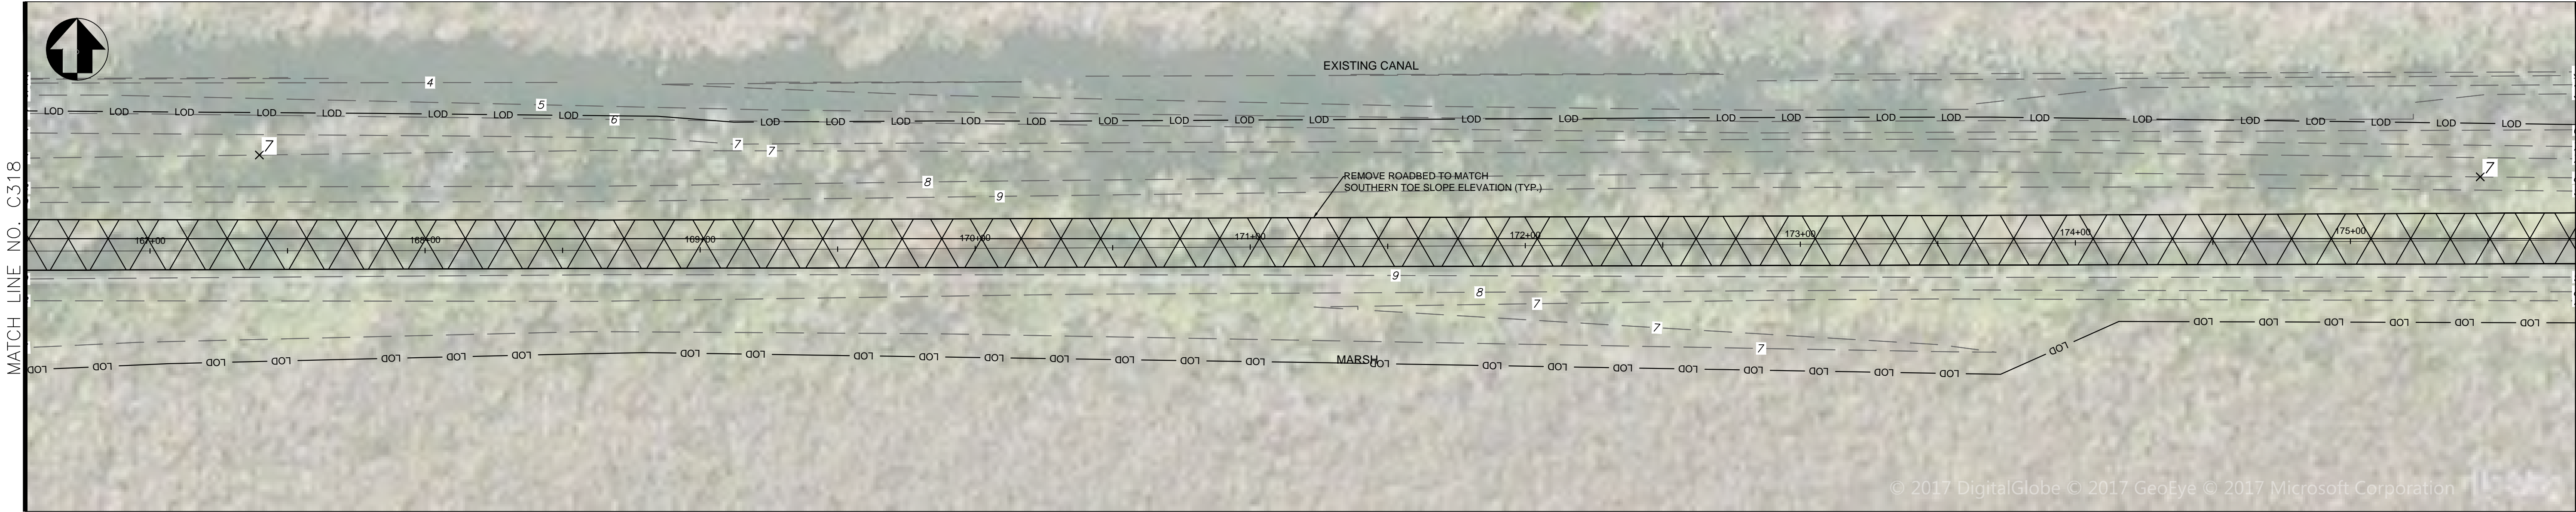 EXISTING CANAL
4
5
6
LOD LOD LOD LOD LOD LOD LOD LOD LOD LOD LOD LOD LOD LOD LOD LOD LOD LOD LOD LOD LOD LOD LOD LOD LOD LOD LOD LOD LOD LOD LOD
7
7
7
7
8
9
REMOVE ROADBED TO MATCH
SOUTHERN TOE SLOPE ELEVATION (TYP.)
MATCH LINE NO. C318
167+00 168+00 169+00 170+00 171+00 172+00 173+00 174+00 175+00
9
8
7
7
7
MARSH
LOD LOD LOD LOD LOD LOD LOD LOD LOD LOD LOD LOD LOD LOD LOD LOD LOD LOD LOD LOD LOD LOD LOD LOD LOD LOD LOD LOD LOD LOD LOD LOD
© 2017 DigitalGlobe © 2017 GeoEye © 2017 Microsoft Corporation